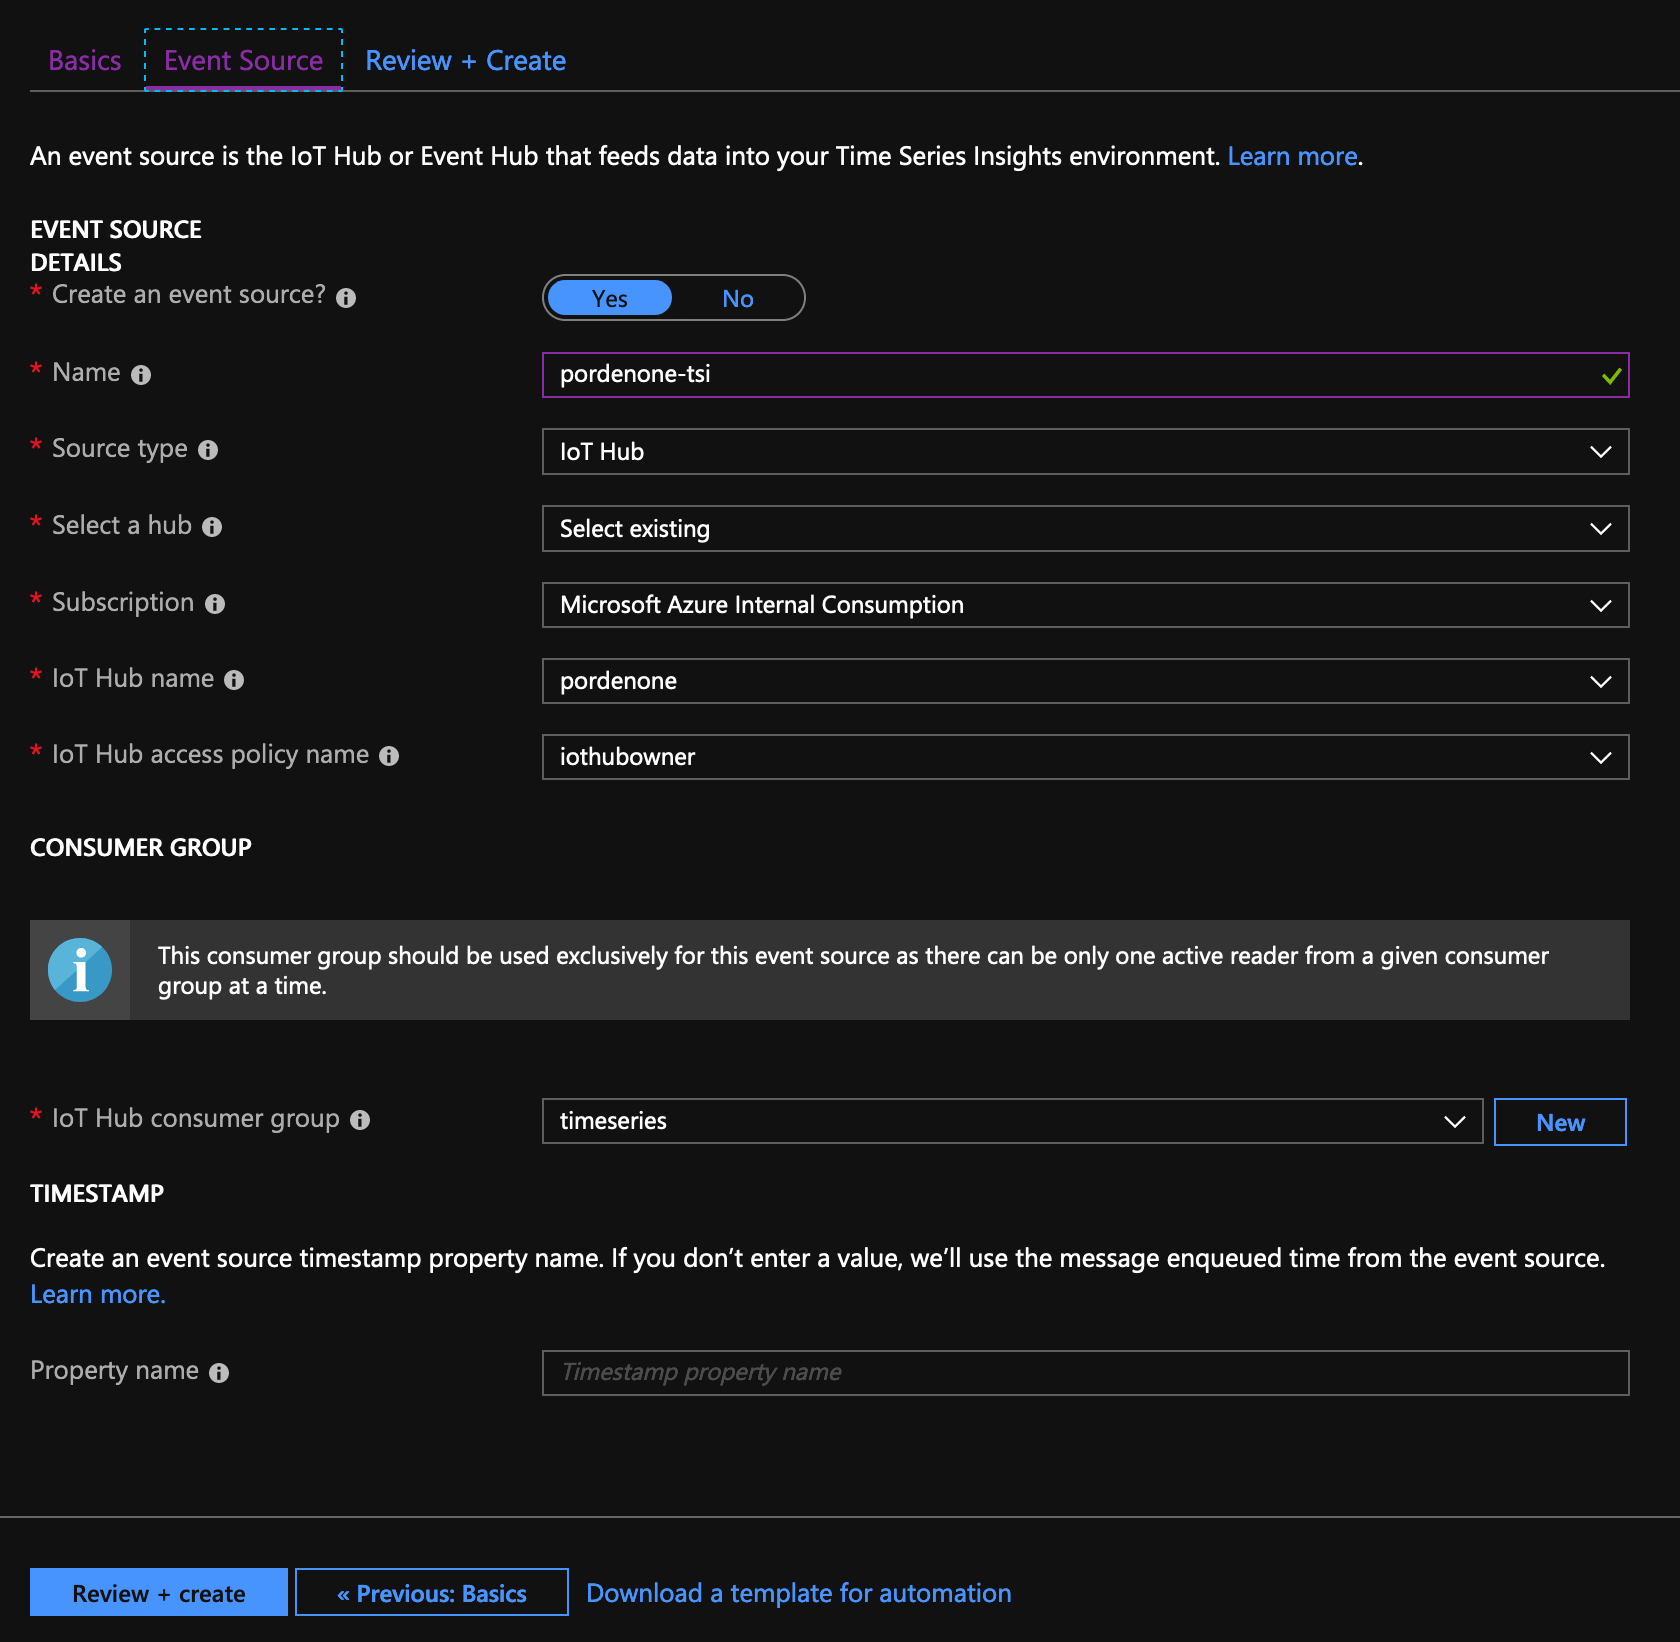 Basics Event Source Review + Create
An event source is the IoT Hub or Event Hub that feeds data into your Time Series Insights environment. Learn more.
EVENT SOURCE
DETAILS
* Create an event source? Yes No
* Name pordenone-tsi
* Source type IoT Hub
* Select a hub Select existing
* Subscription Microsoft Azure Internal Consumption
* IoT Hub name pordenone
* IoT Hub access policy name iothubowner
CONSUMER GROUP
This consumer group should be used exclusively for this event source as there can be only one active reader from a given consumer
group at a time.
* IoT Hub consumer group timeseries New
TIMESTAMP
Create an event source timestamp property name. If you don’t enter a value, we’ll use the message enqueued time from the event source.
Learn more.
Property name Timestamp property name
Review + create « Previous: Basics Download a template for automation